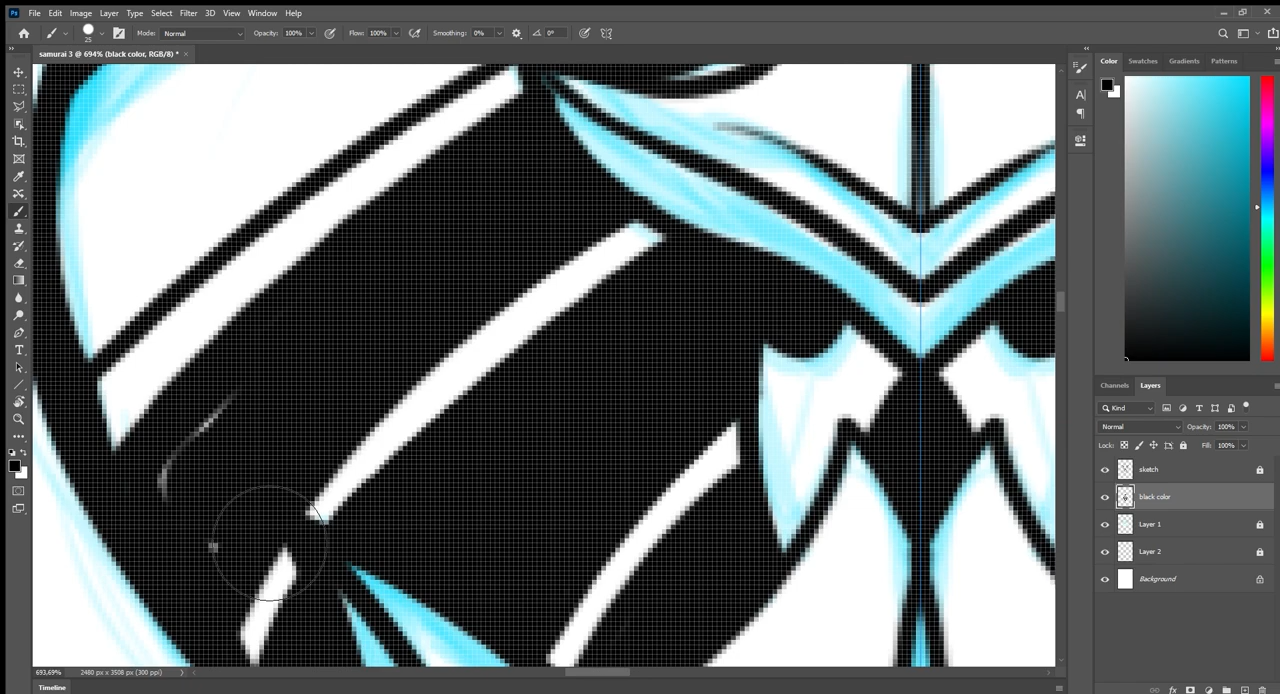 Ps File Edit Image Layer Type Select Filter 3D View Window Help
25 Mode: Normal Opacity: 100% Flow: 100% Smoothing: 0% 0°
samurai 3 @ 694% (black color, RGB/8) * ×
Color Swatches Gradients Patterns
Channels Layers
Kind
Normal Opacity: 100%
Lock: Fill: 100%
sketch
black color
Layer 1
Layer 2
Background
693,69% 2480 px x 3508 px (300 ppi)
Timeline
fx